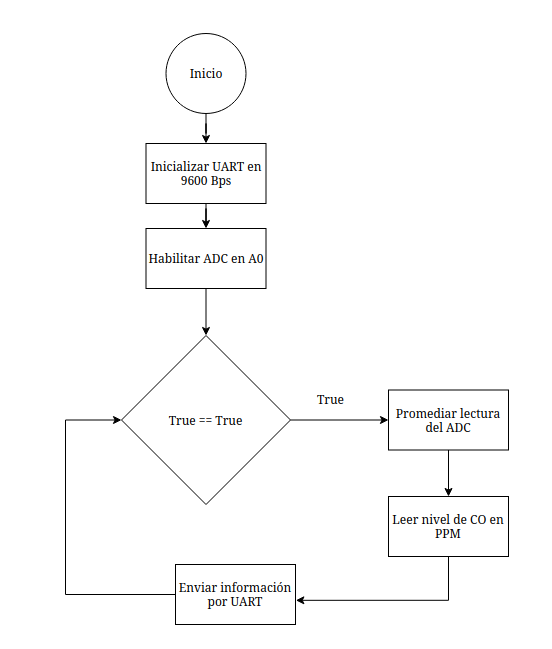 Inicio
Inicializar UART en
9600 Bps
Habilitar ADC en A0
True == True
True
Promediar lectura
del ADC
Leer nivel de CO en
PPM
Enviar información
por UART